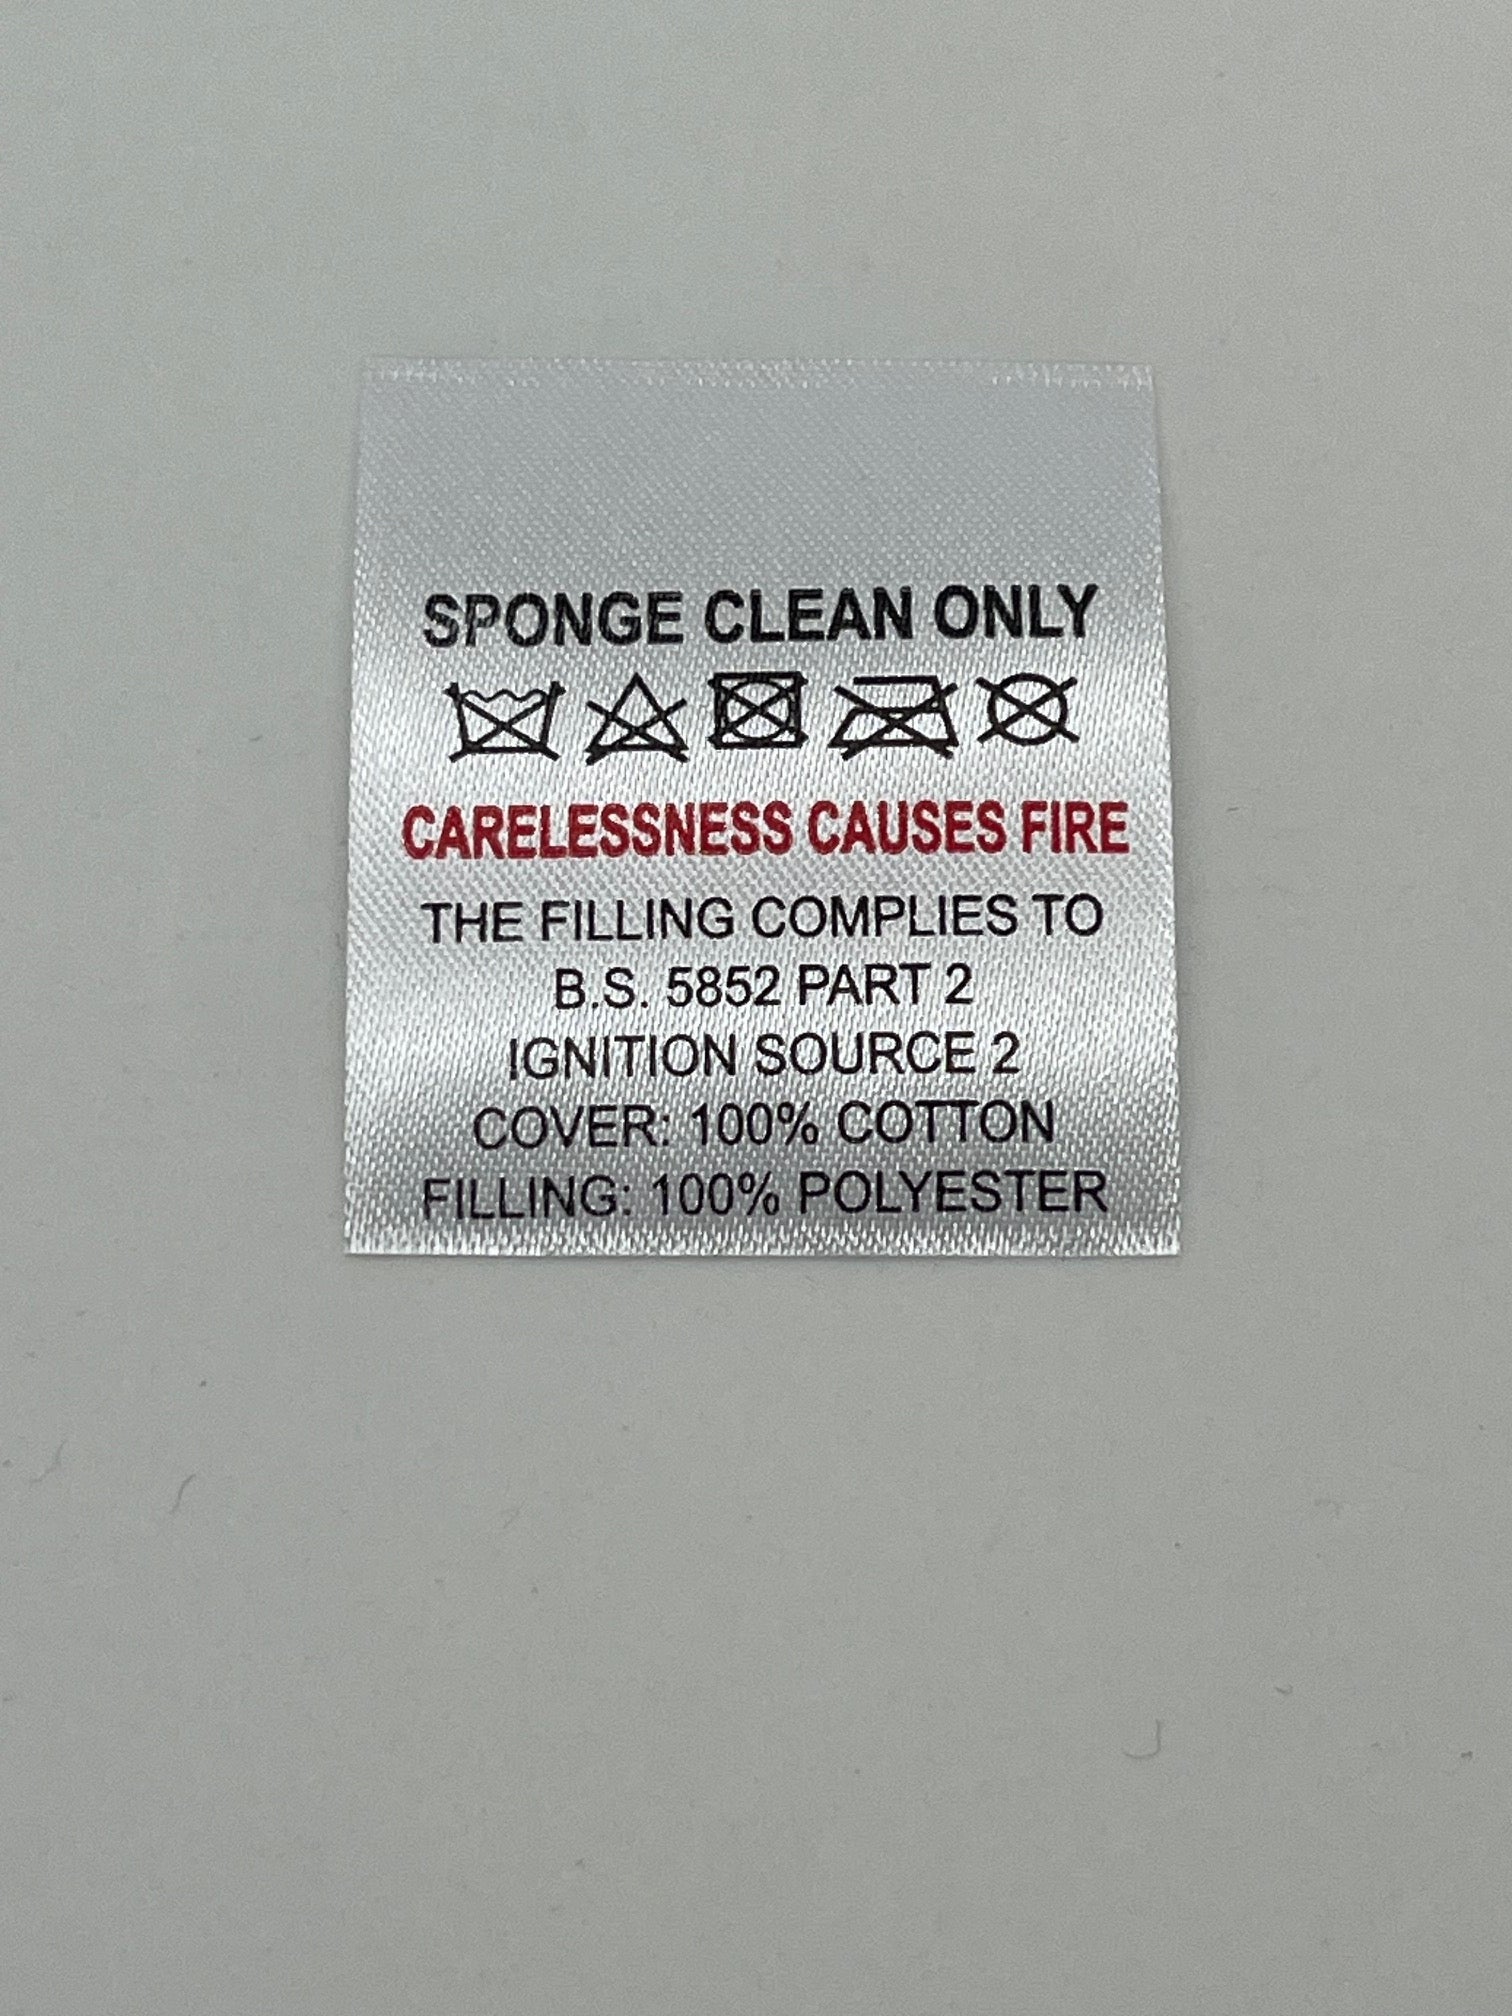 SPONGE CLEAN ONLY
CARELESSNESS CAUSES FIRE
THE FILLING COMPLIES TO
B.S. 5852 PART 2
IGNITION SOURCE 2
COVER: 100% COTTON
FILLING: 100% POLYESTER